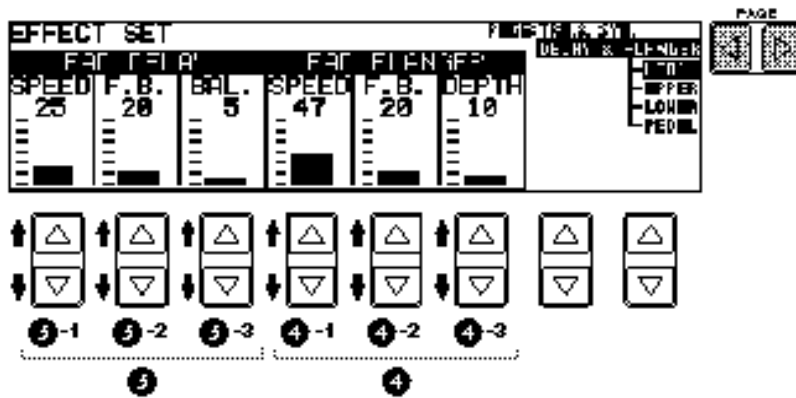 PAGE
EFFECT SET
DELAY & FLANGER
SPEED F.B. BAL. SPEED F.B. DEPTH
25 20 5 47 20 10
UPPER
LOWER
PEDAL
5-1 5-2 5-3 4-1 4-2 4-3
5 4